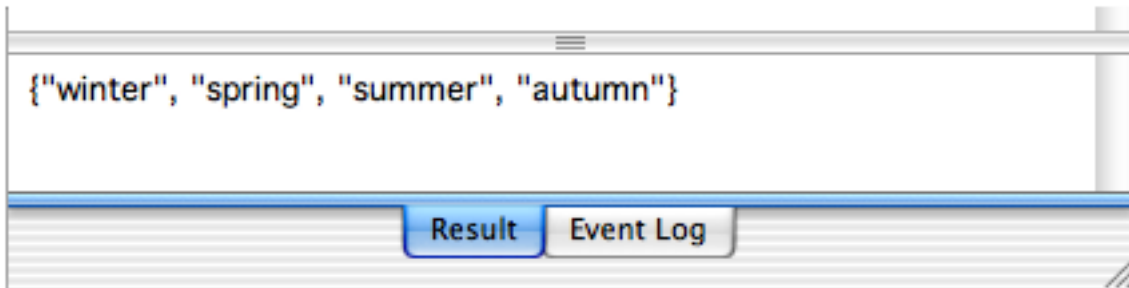 {"winter", "spring", "summer", "autumn"}
Result Event Log